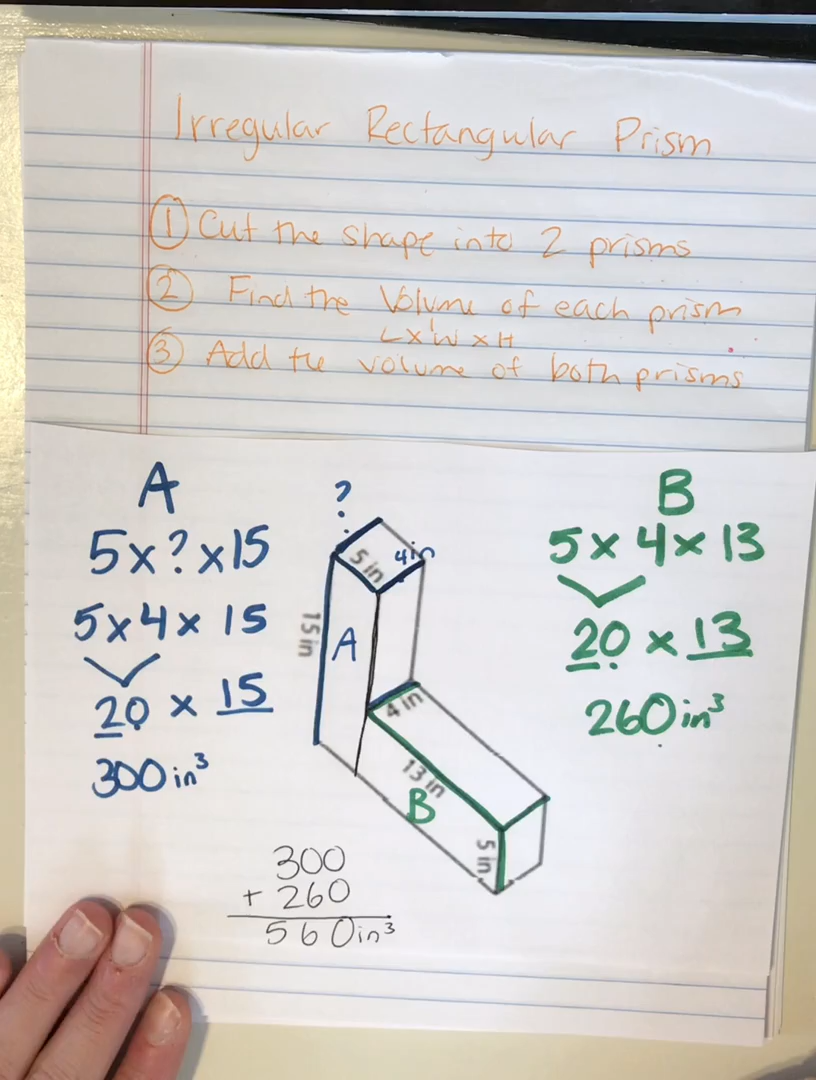 Irregular Rectangular Prism
① Cut the shape into 2 prisms
② Find the Volume of each prism
L x W x H
③ Add the volume of both prisms
A
5 x ? x 15
5 x 4 x 15
20 x 15
300 in³
?
5 in
4 in
15 in
A
4 in
13 in
B
5 in
B
5 x 4 x 13
20 x 13
260 in³
300
+ 260
560 in³